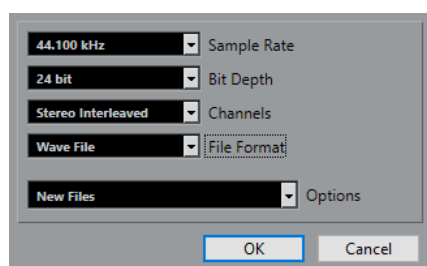 44.100 kHz Sample Rate
24 bit Bit Depth
Stereo Interleaved Channels
Wave File File Format
New Files Options
OK Cancel